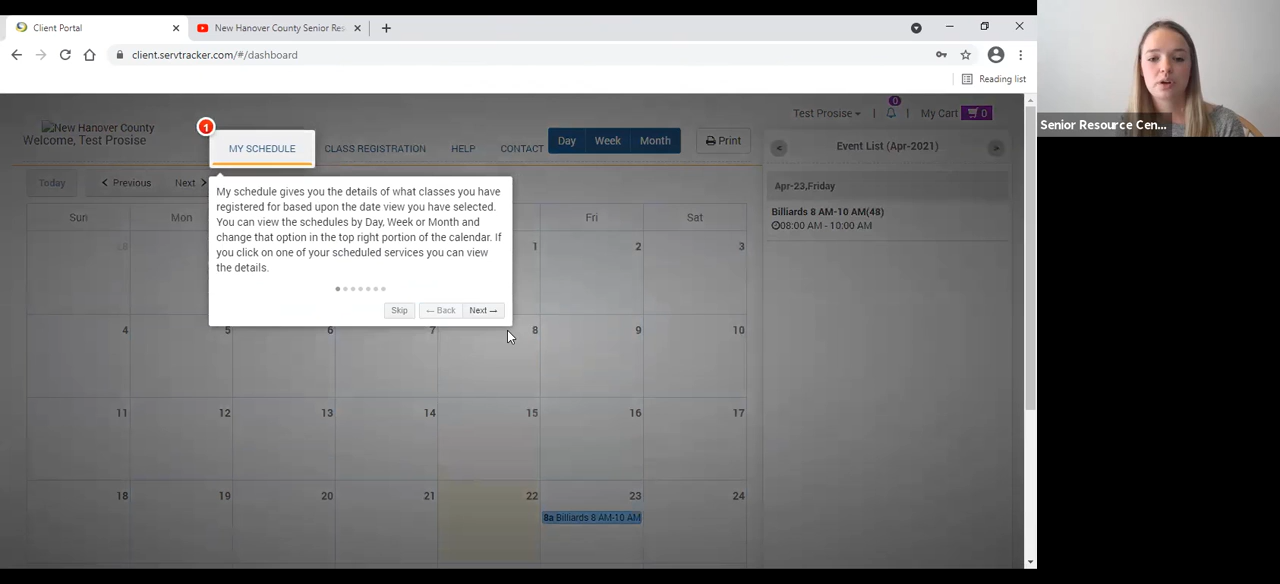 Client Portal
New Hanover County Senior Res
client.servtracker.com/#/dashboard
Reading list
New Hanover County
Welcome, Test Prosise
1
MY SCHEDULE
CLASS REGISTRATION
HELP
CONTACT
Day
Week
Month
Print
Test Prosise
0
My Cart
0
Today
Previous
Next
My schedule gives you the details of what classes you have
registered for based upon the date view you have selected.
You can view the schedules by Day, Week or Month and
change that option in the top right portion of the calendar. If
you click on one of your scheduled services you can view
the details.
Skip
← Back
Next →
Event List (Apr-2021)
Apr-23,Friday
Billiards 8 AM-10 AM(48)
08:00 AM - 10:00 AM
Sun
Mon
Fri
Sat
1
2
3
4
5
6
7
8
9
10
11
12
13
14
15
16
17
18
19
20
21
22
23
24
8a Billiards 8 AM-10 AM
Senior Resource Cen...